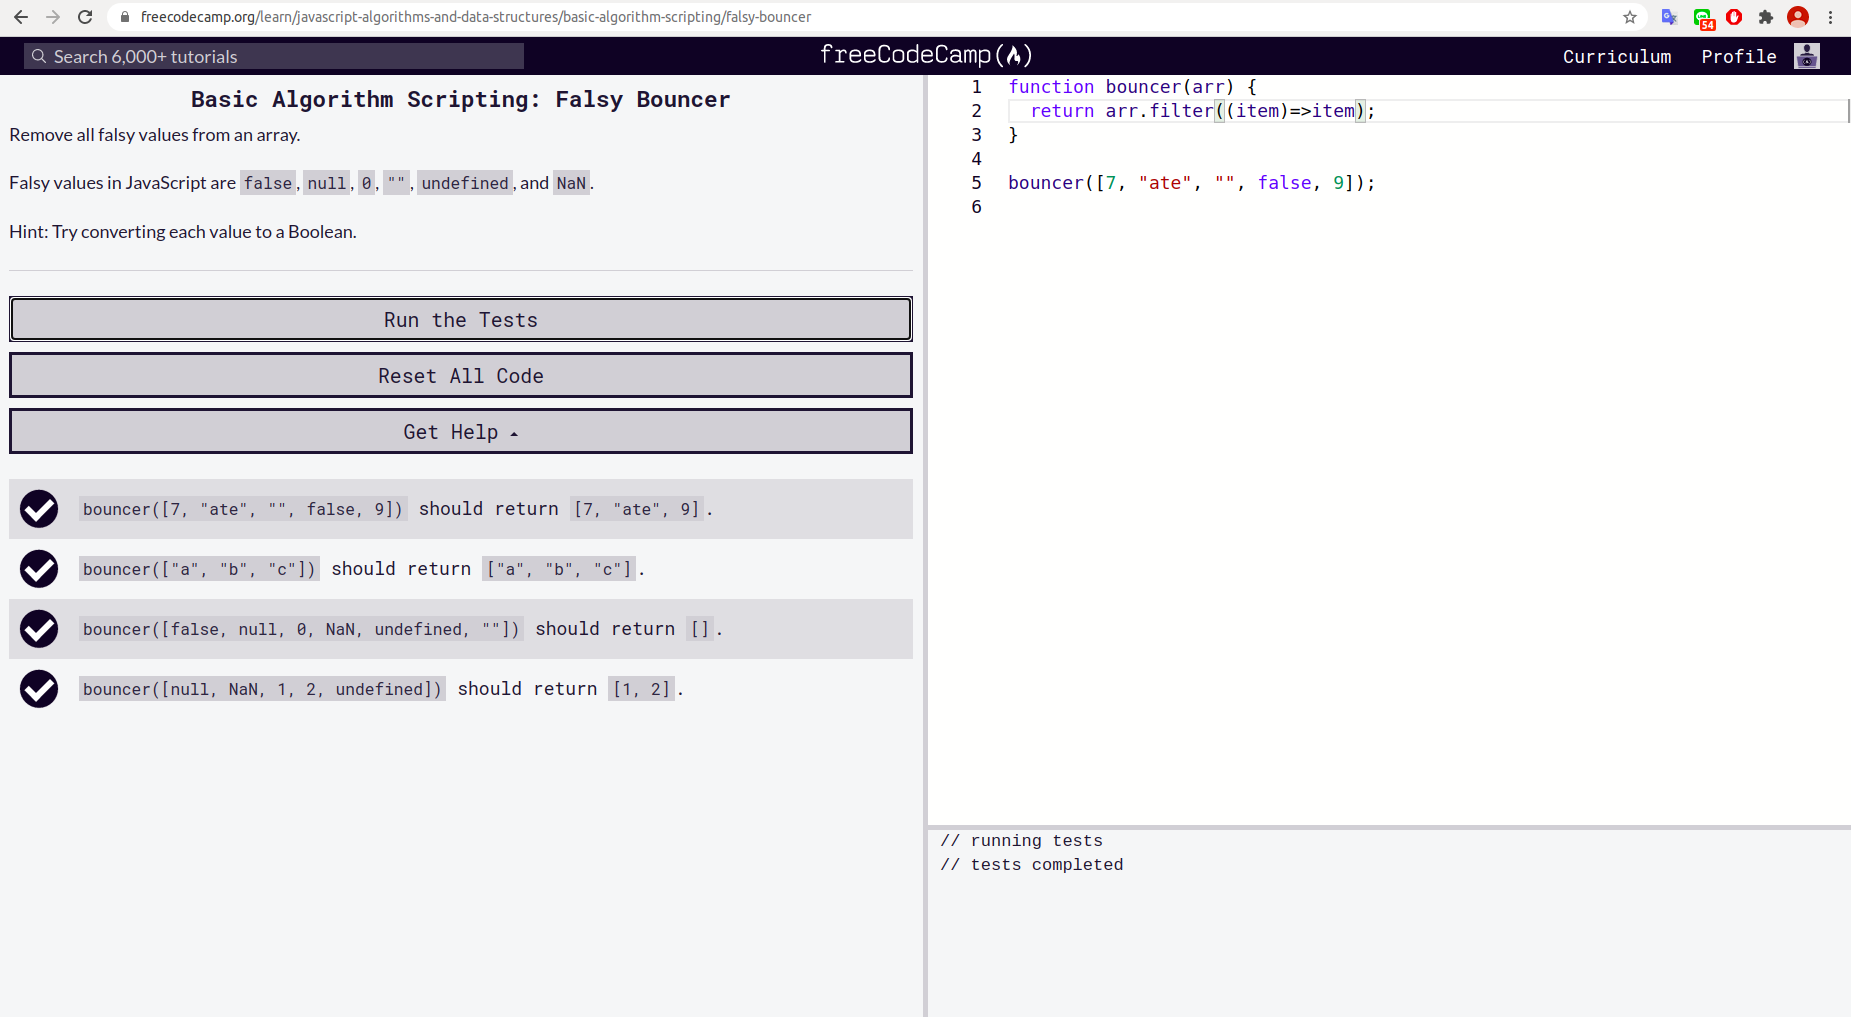 freecodecamp.org/learn/javascript-algorithms-and-data-structures/basic-algorithm-scripting/falsy-bouncer
54
Search 6,000+ tutorials
freeCodeCamp
Curriculum
Profile
Basic Algorithm Scripting: Falsy Bouncer
Remove all falsy values from an array.
Falsy values in JavaScript are false, null, 0, "", undefined, and NaN.
Hint: Try converting each value to a Boolean.
Run the Tests
Reset All Code
Get Help
bouncer([7, "ate", "", false, 9]) should return [7, "ate", 9].
bouncer(["a", "b", "c"]) should return ["a", "b", "c"].
bouncer([false, null, 0, NaN, undefined, ""]) should return [].
bouncer([null, NaN, 1, 2, undefined]) should return [1, 2].
1 function bouncer(arr) {
2 return arr.filter((item)=>item);
3 }
4
5 bouncer([7, "ate", "", false, 9]);
6
// running tests
// tests completed